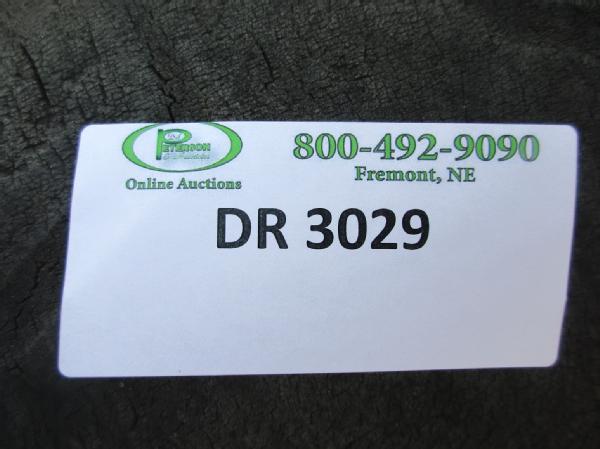 PETERSON
Online Auctions
800-492-9090
Fremont, NE
DR 3029